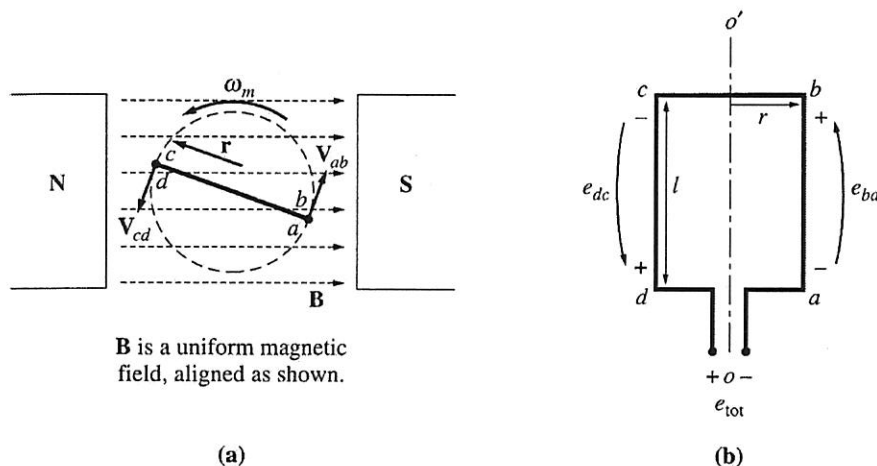 ω_m
c
r
V_ab
N
d
b
S
V_cd
a
B
B is a uniform magnetic
field, aligned as shown.
(a)
o'
c
b
−
r
+
e_dc
l
e_ba
+
−
d
a
+ o −
e_tot
(b)